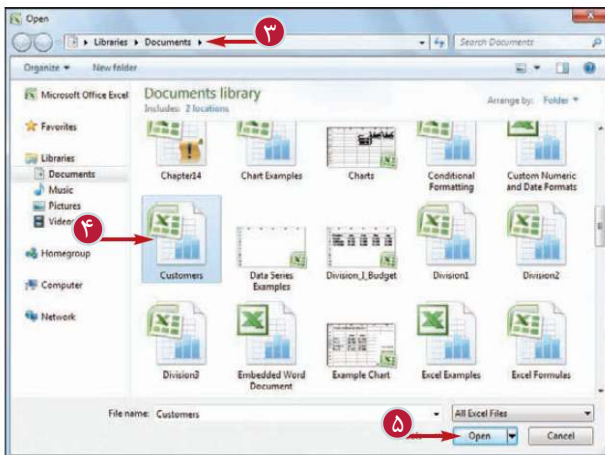 Open
Libraries ▸ Documents ▸
۳
Search Documents
Organize
New folder
Microsoft Office Excel
Favorites
Libraries
Documents
Music
Pictures
Video
Homegroup
Computer
Network
Documents library
Includes: 2 locations
Arrange by: Folder
Chapter14
Chart Examples
Charts
Conditional Formatting
Custom Numeric and Date Formats
۴
Customers
Data Series Examples
Division_I_Budget
Division1
Division2
Division3
Embedded Word Document
Example Chart
Excel Examples
Excel Formulas
File name: Customers
All Excel Files
۵
Open
Cancel